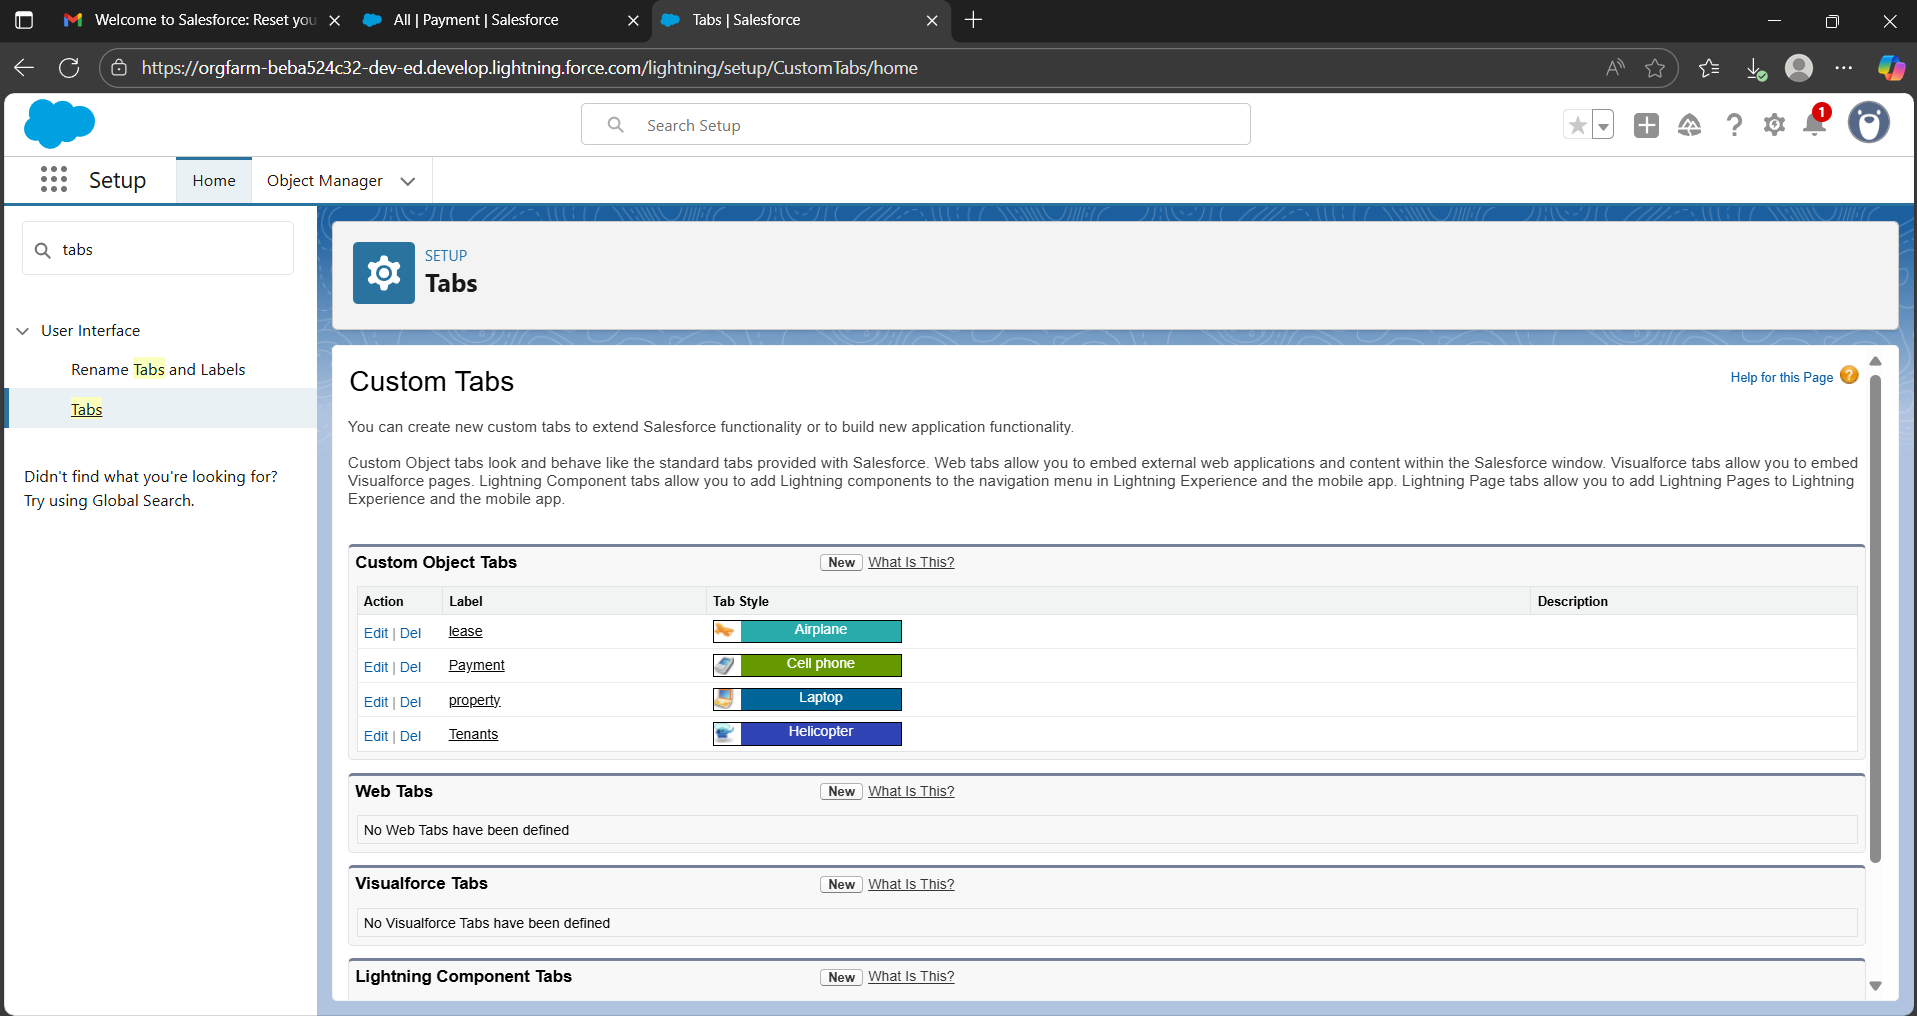 Welcome to Salesforce: Reset you
All | Payment | Salesforce
Tabs | Salesforce
https://orgfarm-beba524c32-dev-ed.develop.lightning.force.com/lightning/setup/CustomTabs/home
Search Setup
1
Setup
Home
Object Manager
tabs
User Interface
Rename Tabs and Labels
Tabs
Didn't find what you're looking for?
Try using Global Search.
SETUP
Tabs
Custom Tabs
Help for this Page
You can create new custom tabs to extend Salesforce functionality or to build new application functionality.
Custom Object tabs look and behave like the standard tabs provided with Salesforce. Web tabs allow you to embed external web applications and content within the Salesforce window. Visualforce tabs allow you to embed
Visualforce pages. Lightning Component tabs allow you to add Lightning components to the navigation menu in Lightning Experience and the mobile app. Lightning Page tabs allow you to add Lightning Pages to Lightning
Experience and the mobile app.
Custom Object Tabs New What Is This?
Action Label Tab Style Description
Edit | Del lease Airplane
Edit | Del Payment Cell phone
Edit | Del property Laptop
Edit | Del Tenants Helicopter
Web Tabs New What Is This?
No Web Tabs have been defined
Visualforce Tabs New What Is This?
No Visualforce Tabs have been defined
Lightning Component Tabs New What Is This?